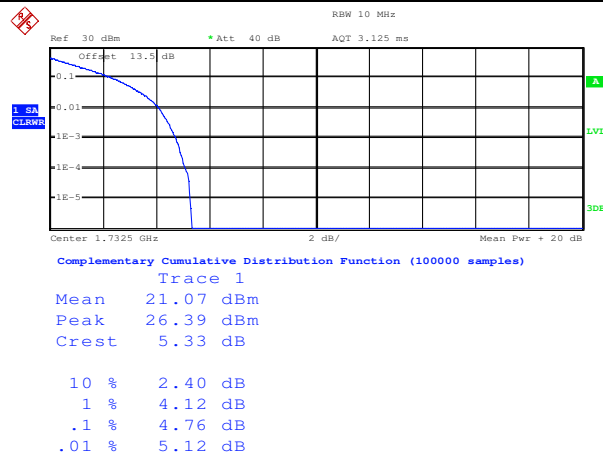 RBW 10 MHz
Ref 30 dBm * Att 40 dB AQT 3.125 ms
Offset 13.5 dB
0.1
A
0.01
1 SA
CLRWR
LVL
1E-3
1E-4
1E-5
3DB
Center 1.7325 GHz 2 dB/ Mean Pwr + 20 dB
Complementary Cumulative Distribution Function (100000 samples)
Trace 1
Mean 21.07 dBm
Peak 26.39 dBm
Crest 5.33 dB
10 % 2.40 dB
1 % 4.12 dB
.1 % 4.76 dB
.01 % 5.12 dB